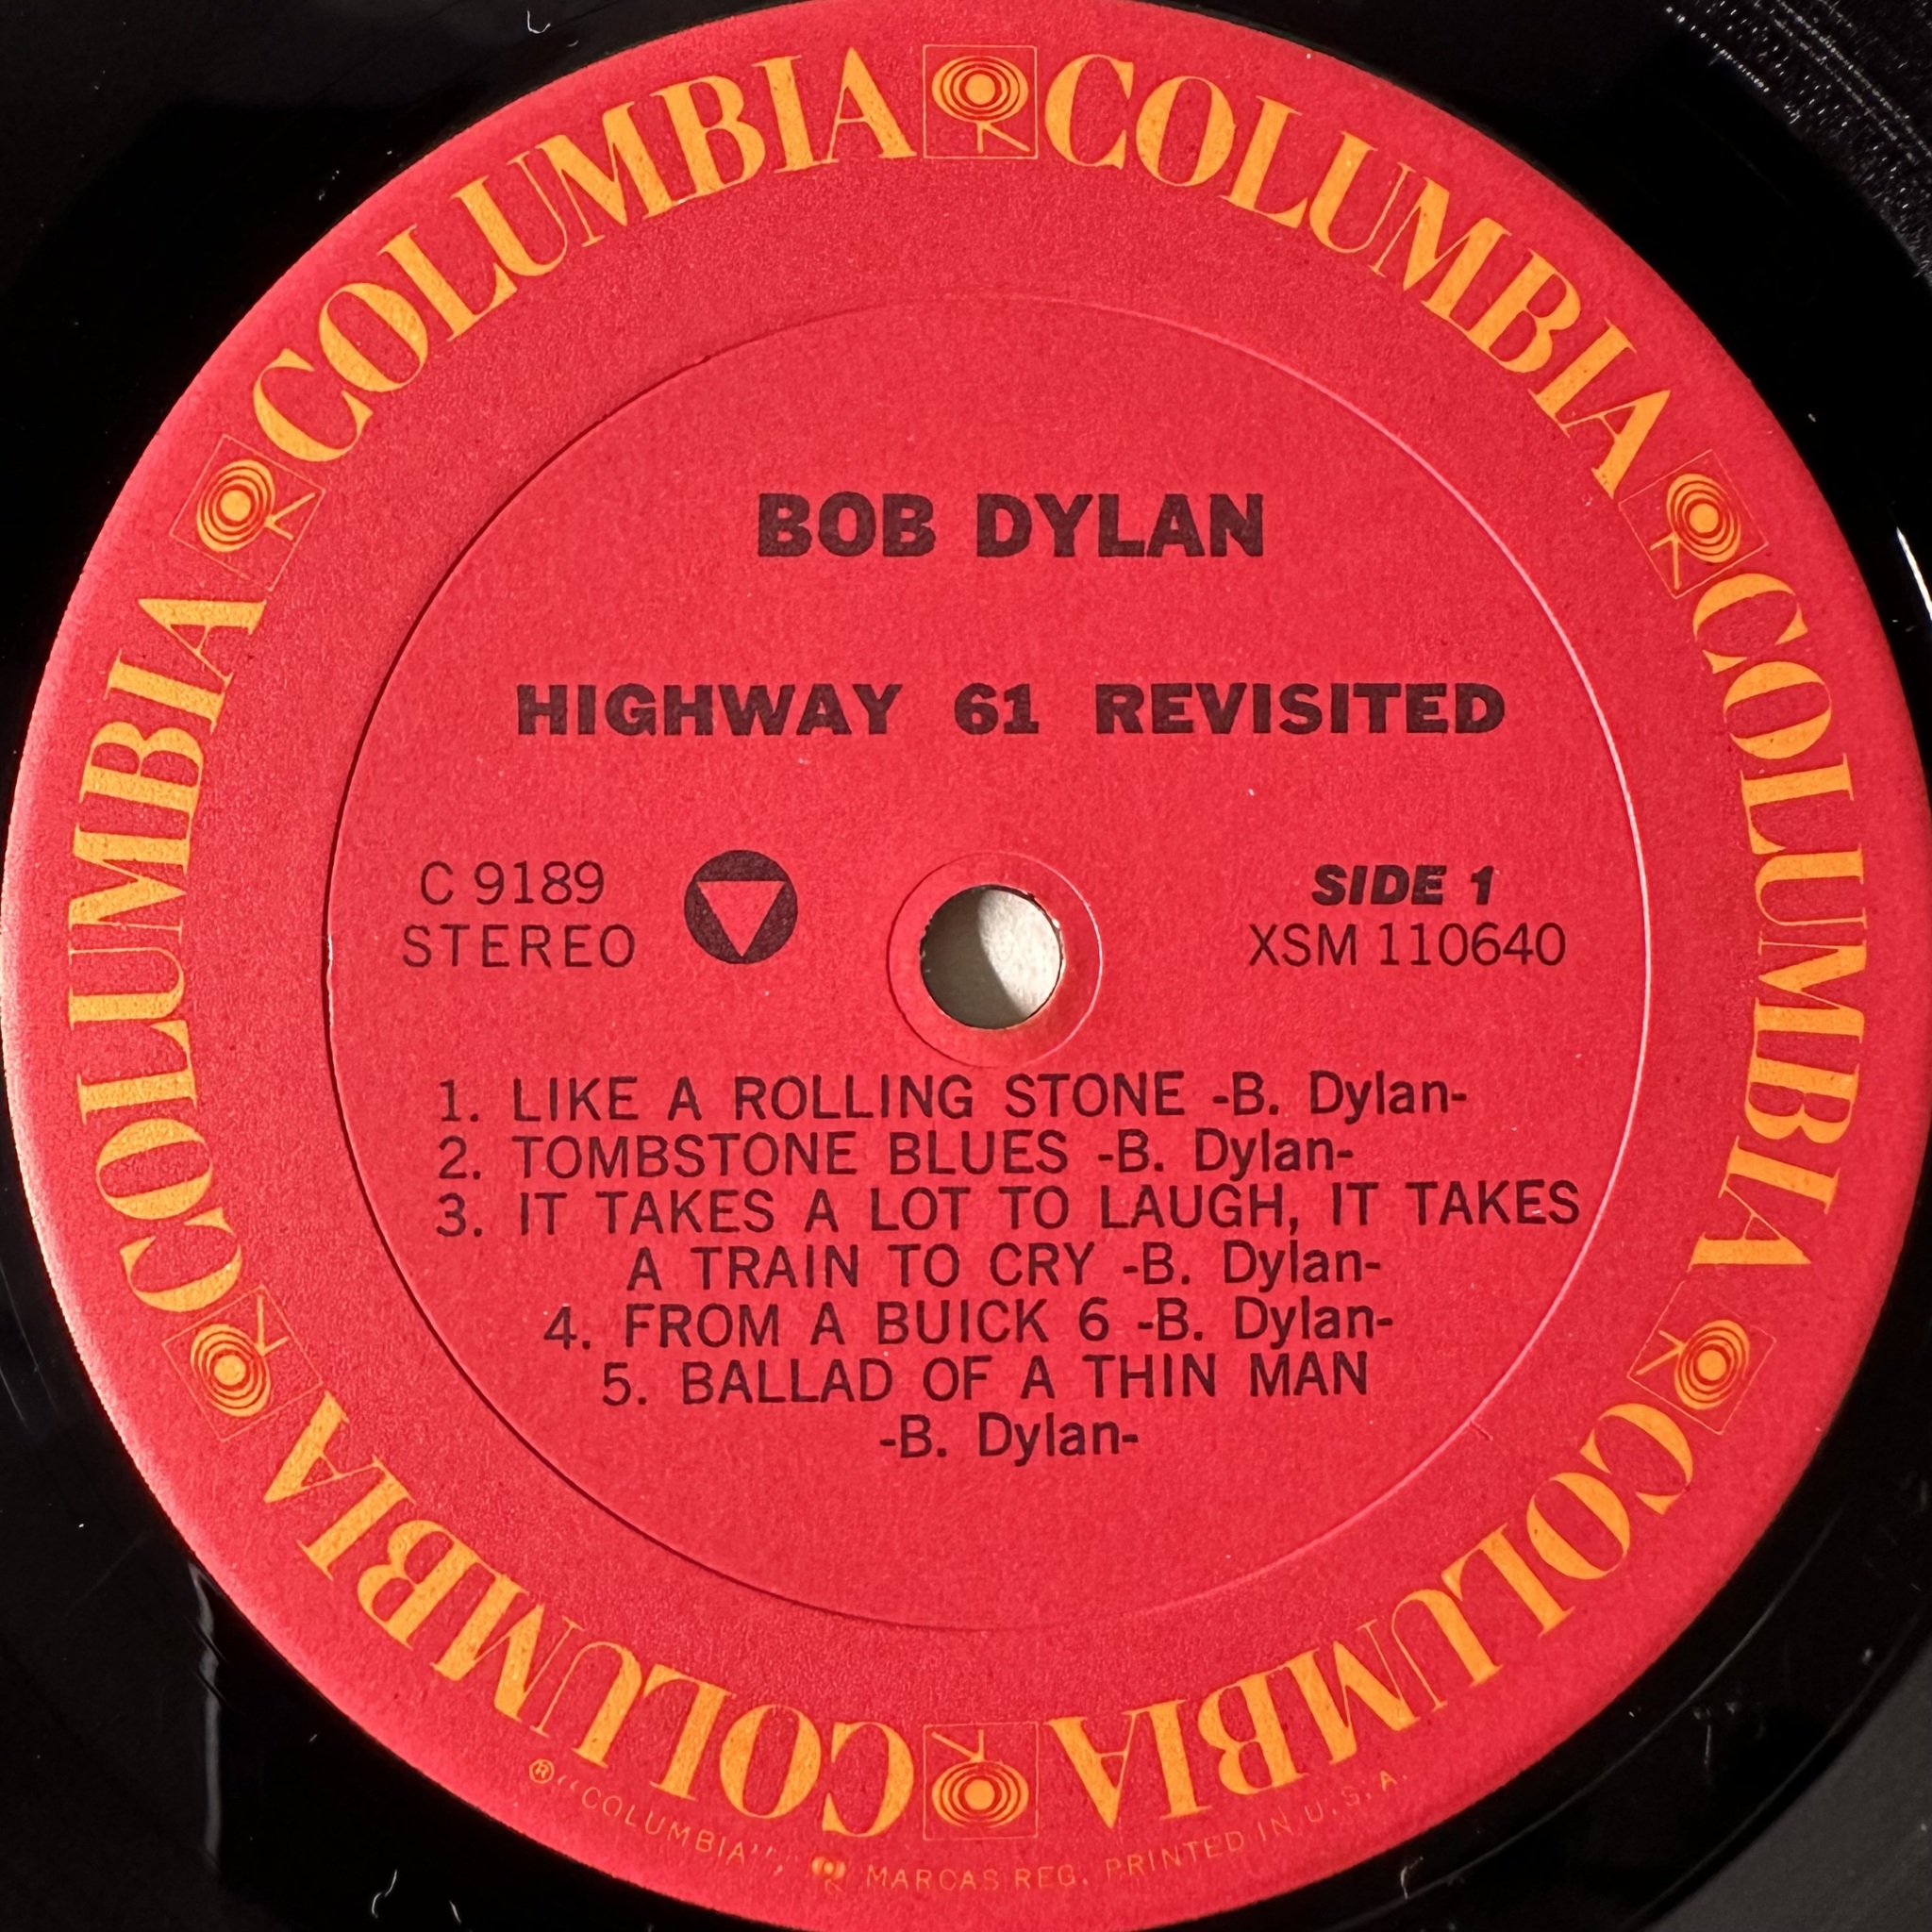 COLUMBIA COLUMBIA COLUMBIA COLUMBIA COLUMBIA COLUMBIA
BOB DYLAN
HIGHWAY 61 REVISITED
C 9189
STEREO
SIDE 1
XSM 110640
1. LIKE A ROLLING STONE -B. Dylan-
2. TOMBSTONE BLUES -B. Dylan-
3. IT TAKES A LOT TO LAUGH, IT TAKES
A TRAIN TO CRY -B. Dylan-
4. FROM A BUICK 6 -B. Dylan-
5. BALLAD OF A THIN MAN
-B. Dylan-
® "COLUMBIA", MARCAS REG. PRINTED IN U.S.A.